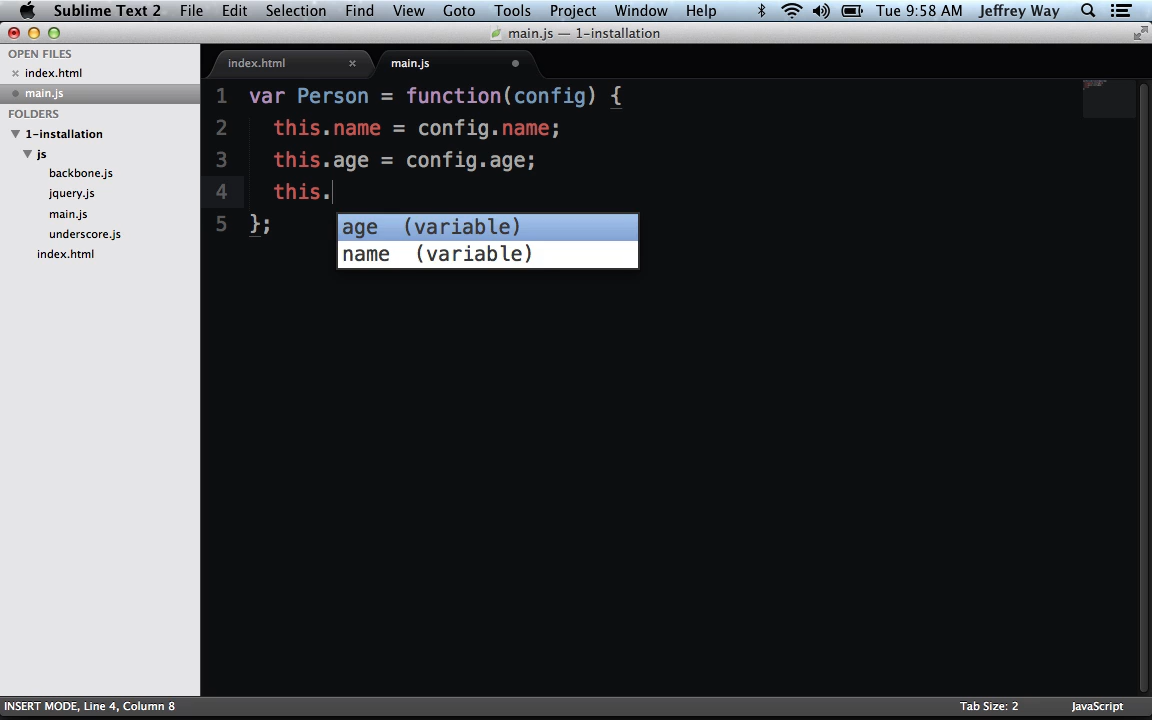 Sublime Text 2 File Edit Selection Find View Goto Tools Project Window Help Tue 9:58 AM Jeffrey Way
main.js — 1-installation
OPEN FILES
index.html
main.js
FOLDERS
1-installation
js
backbone.js
jquery.js
main.js
underscore.js
index.html
index.html main.js
1 var Person = function(config) {
2 this.name = config.name;
3 this.age = config.age;
4 this.
5 };
age (variable)
name (variable)
INSERT MODE, Line 4, Column 8 Tab Size: 2 JavaScript